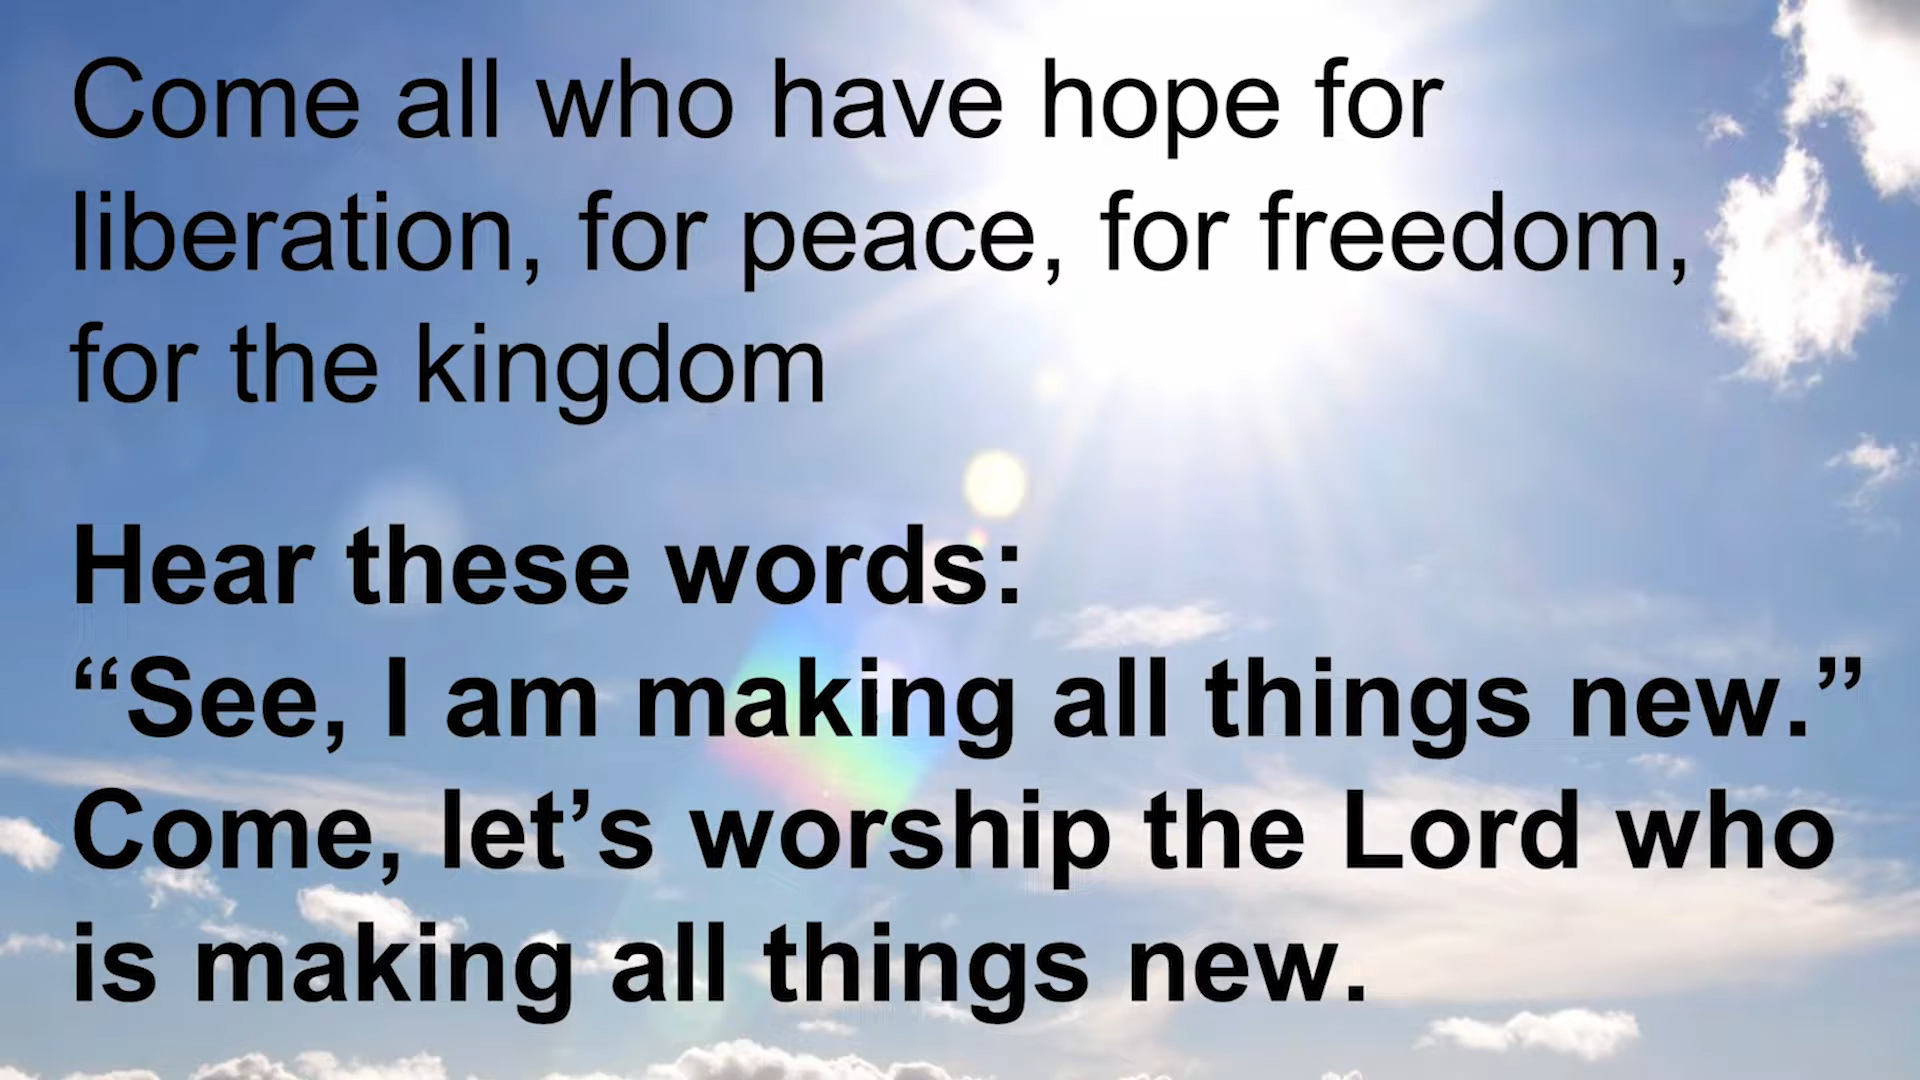 Come all who have hope for
liberation, for peace, for freedom,
for the kingdom
Hear these words:
“See, I am making all things new.”
Come, let’s worship the Lord who
is making all things new.